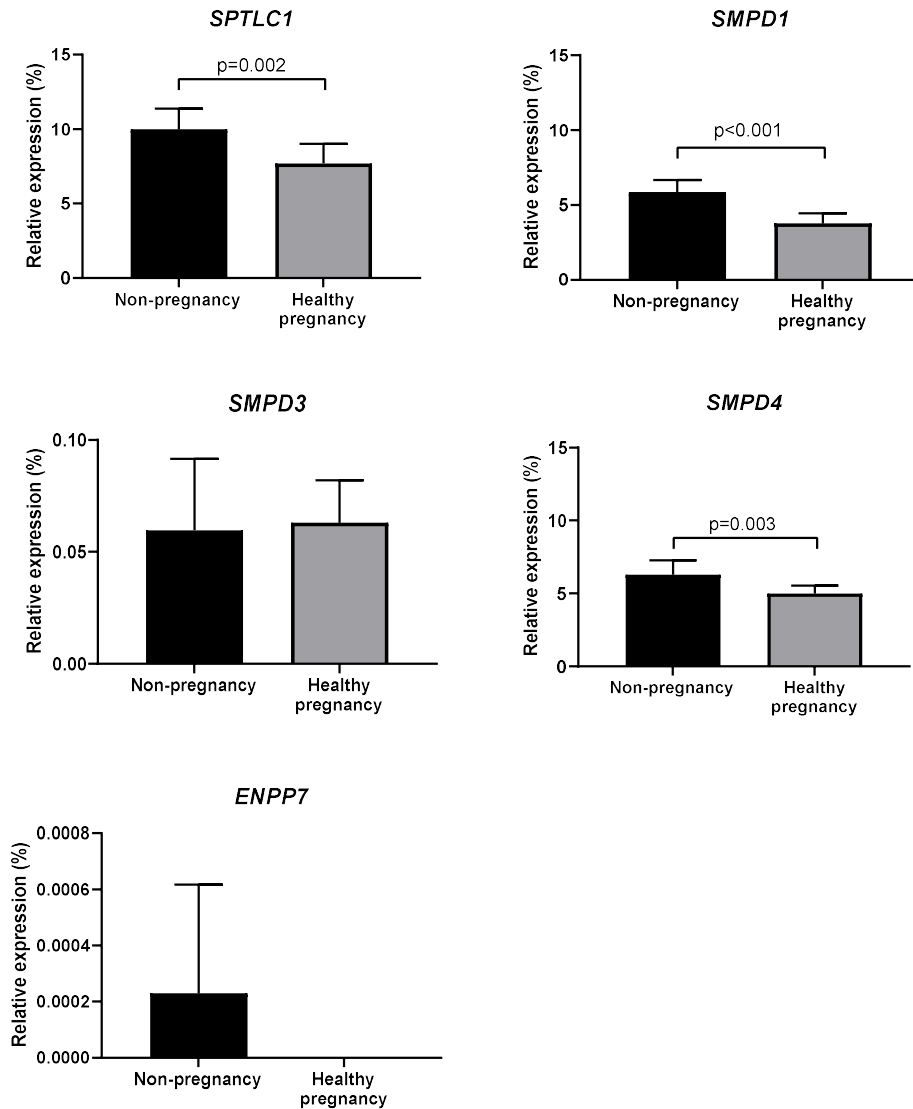 SPTLC1
Relative expression (%)
15
10
5
0
p=0.002
Non-pregnancy
Healthy
pregnancy
SMPD1
Relative expression (%)
15
10
5
0
p<0.001
Non-pregnancy
Healthy
pregnancy
SMPD3
Relative expression (%)
0.10
0.05
0.00
Non-pregnancy
Healthy
pregnancy
SMPD4
Relative expression (%)
15
10
5
0
p=0.003
Non-pregnancy
Healthy
pregnancy
ENPP7
Relative expression (%)
0.0008
0.0006
0.0004
0.0002
0.0000
Non-pregnancy
Healthy
pregnancy